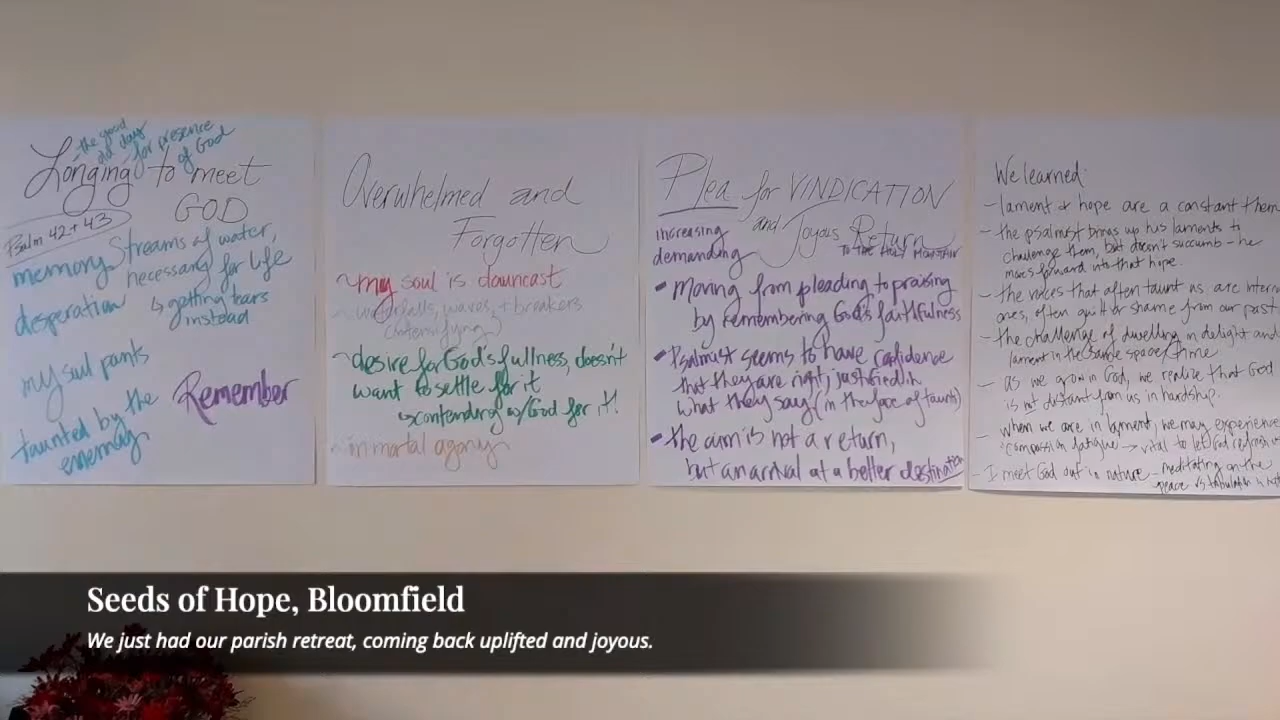 the good
old days
for presence
of God
Longing to meet
GOD
Psalm 42 + 43
memory
Streams of water,
necessary for life
↳ getting tears
instead
desperation
my soul pants
Remember
taunted by the
enemy
Overwhelmed and
Forgotten
~my soul is downcast
~waterfalls, waves, + breakers
(intensifying)
~desire for God's fullness, doesn't
want to settle for it
↳contending w/God for it!
~in mortal agony
Plea for VINDICATION
and Joyous Return
TO THE HOLY MOUNTAIN
increasing
demanding
• Moving from pleading to praising
by remembering God's faithfulness
• Psalmist seems to have confidence
that they are right, justified in
what they say (in the face of taunts)
• the aim is not a return,
but an arrival at a better destination
We learned:
- lament & hope are a constant them
- the psalmist brings up his laments to
challenge them, but doesn't succumb - he
moves forward into that hope.
- the voices that often taunt us are intern
ones, often guilt or shame from our past
- the challenge of dwelling in delight and
lament in the same space/time
- as we grow in God, we realize that God
is not distant from us in hardship.
- when we are in lament, we may experience
"compassion fatigue" → vital to let God refresh us
- I meet God out in nature - meditating on the
peace vs tribulation in
Seeds of Hope, Bloomfield
We just had our parish retreat, coming back uplifted and joyous.